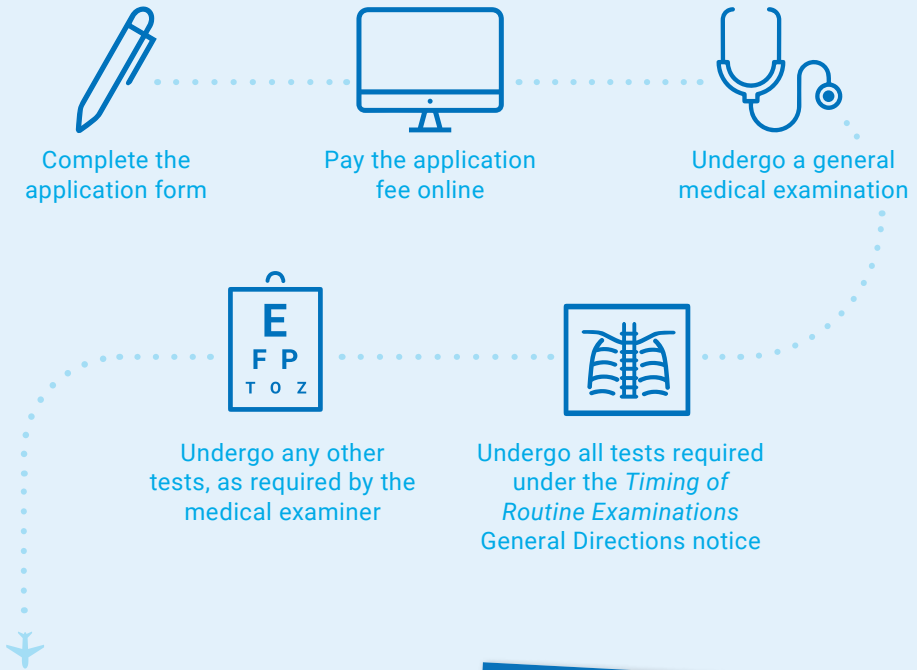 Complete the
application form
Pay the application
fee online
Undergo a general
medical examination
E
F P
T O Z
Undergo any other
tests, as required by the
medical examiner
Undergo all tests required
under the Timing of
Routine Examinations
General Directions notice